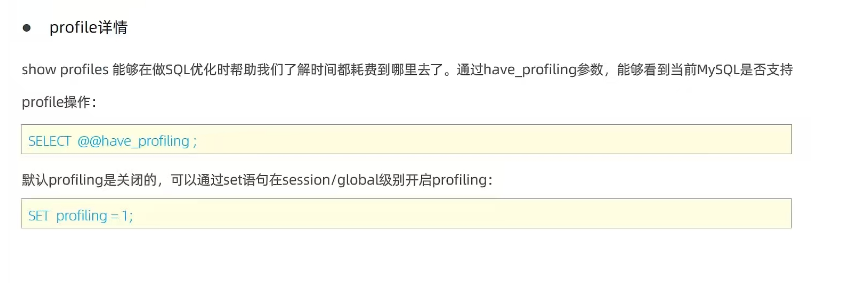 ● profile详情
show profiles 能够在做SQL优化时帮助我们了解时间都耗费到哪里去了。通过have_profiling参数，能够看到当前MySQL是否支持
profile操作：
SELECT @@have_profiling ;
默认profiling是关闭的，可以通过set语句在session/global级别开启profiling：
SET profiling = 1;